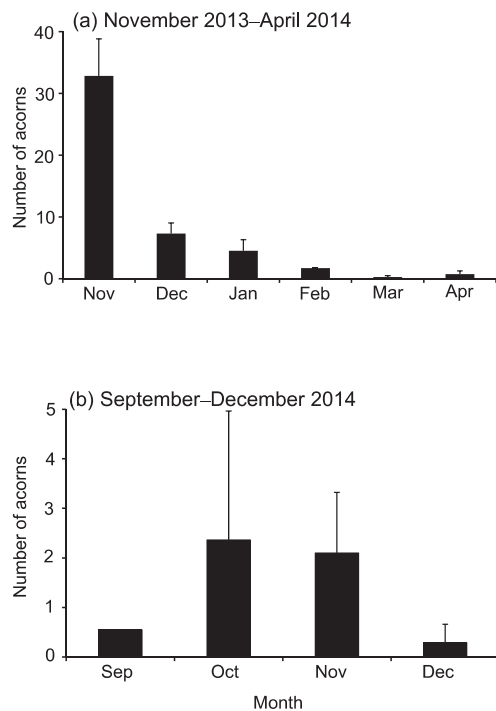 (a) November 2013–April 2014
40
30
20
10
0
Number of acorns
Nov Dec Jan Feb Mar Apr
(b) September–December 2014
5
4
3
2
1
0
Number of acorns
Sep Oct Nov Dec
Month